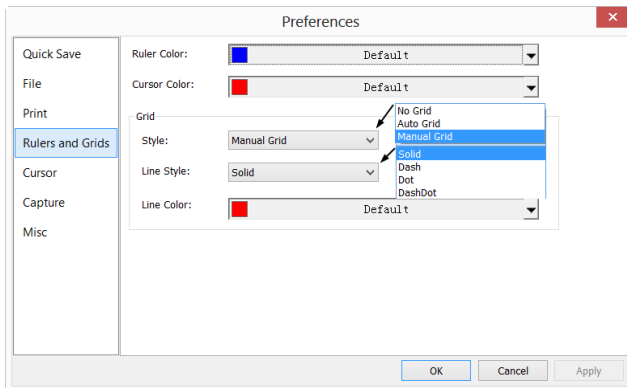 Preferences
Quick Save
File
Print
Rulers and Grids
Cursor
Capture
Misc
Ruler Color: Default
Cursor Color: Default
Grid
Style: Manual Grid
No Grid
Auto Grid
Manual Grid
Line Style: Solid
Solid
Dash
Dot
DashDot
Line Color: Default
OK Cancel Apply